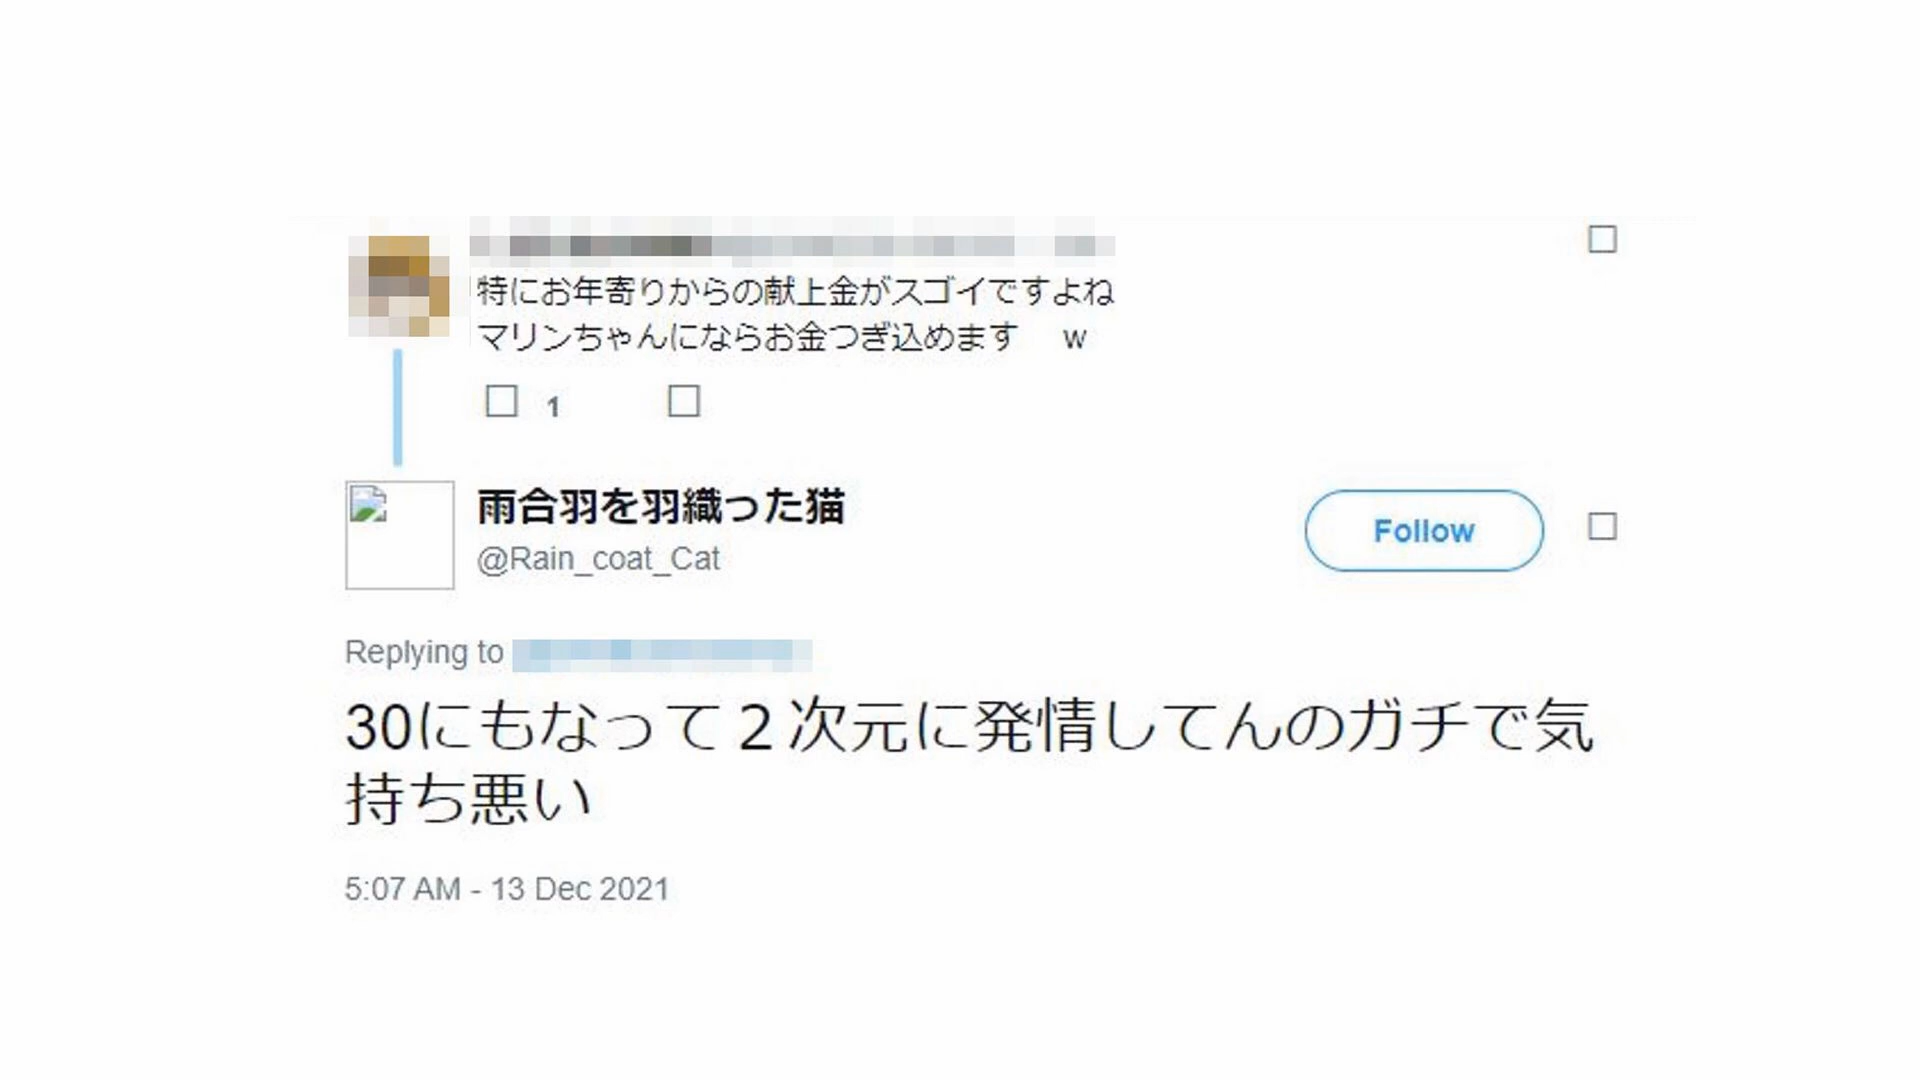 特にお年寄りからの献上金がスゴイですよね
マリンちゃんにならお金つぎ込めます　w
1
雨合羽を羽織った猫
@Rain_coat_Cat
Follow
Replying to
30にもなって２次元に発情してんのガチで気
持ち悪い
5:07 AM - 13 Dec 2021